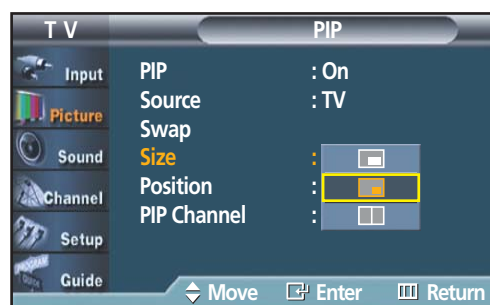 T V
PIP
Input
Picture
Sound
Channel
Setup
Guide
PIP : On
Source : TV
Swap
Size :
Position :
PIP Channel :
Move Enter Return